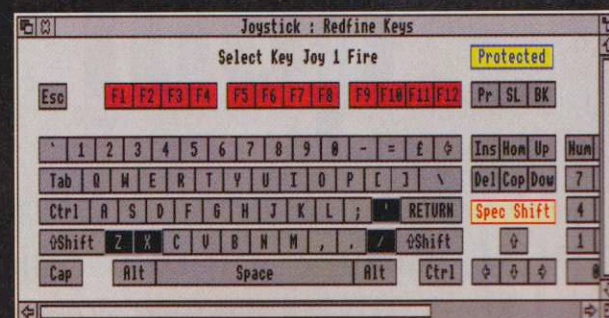 Joystick : Redfine Keys
Select Key Joy 1 Fire Protected
Esc F1 F2 F3 F4 F5 F6 F7 F8 F9 F10 F11 F12 Pr SL BK
` 1 2 3 4 5 6 7 8 9 0 - = £ Ins Hom Up Num
Tab Q W E R T Y U I O P [ ] \ Del Cop Dow 7
Ctrl A S D F G H J K L ; ' RETURN Spec Shift 4
⇧Shift Z X C V B N M , . / ⇧Shift ⇧ 1
Cap Alt Space Alt Ctrl ⇦ ⇩ ⇨